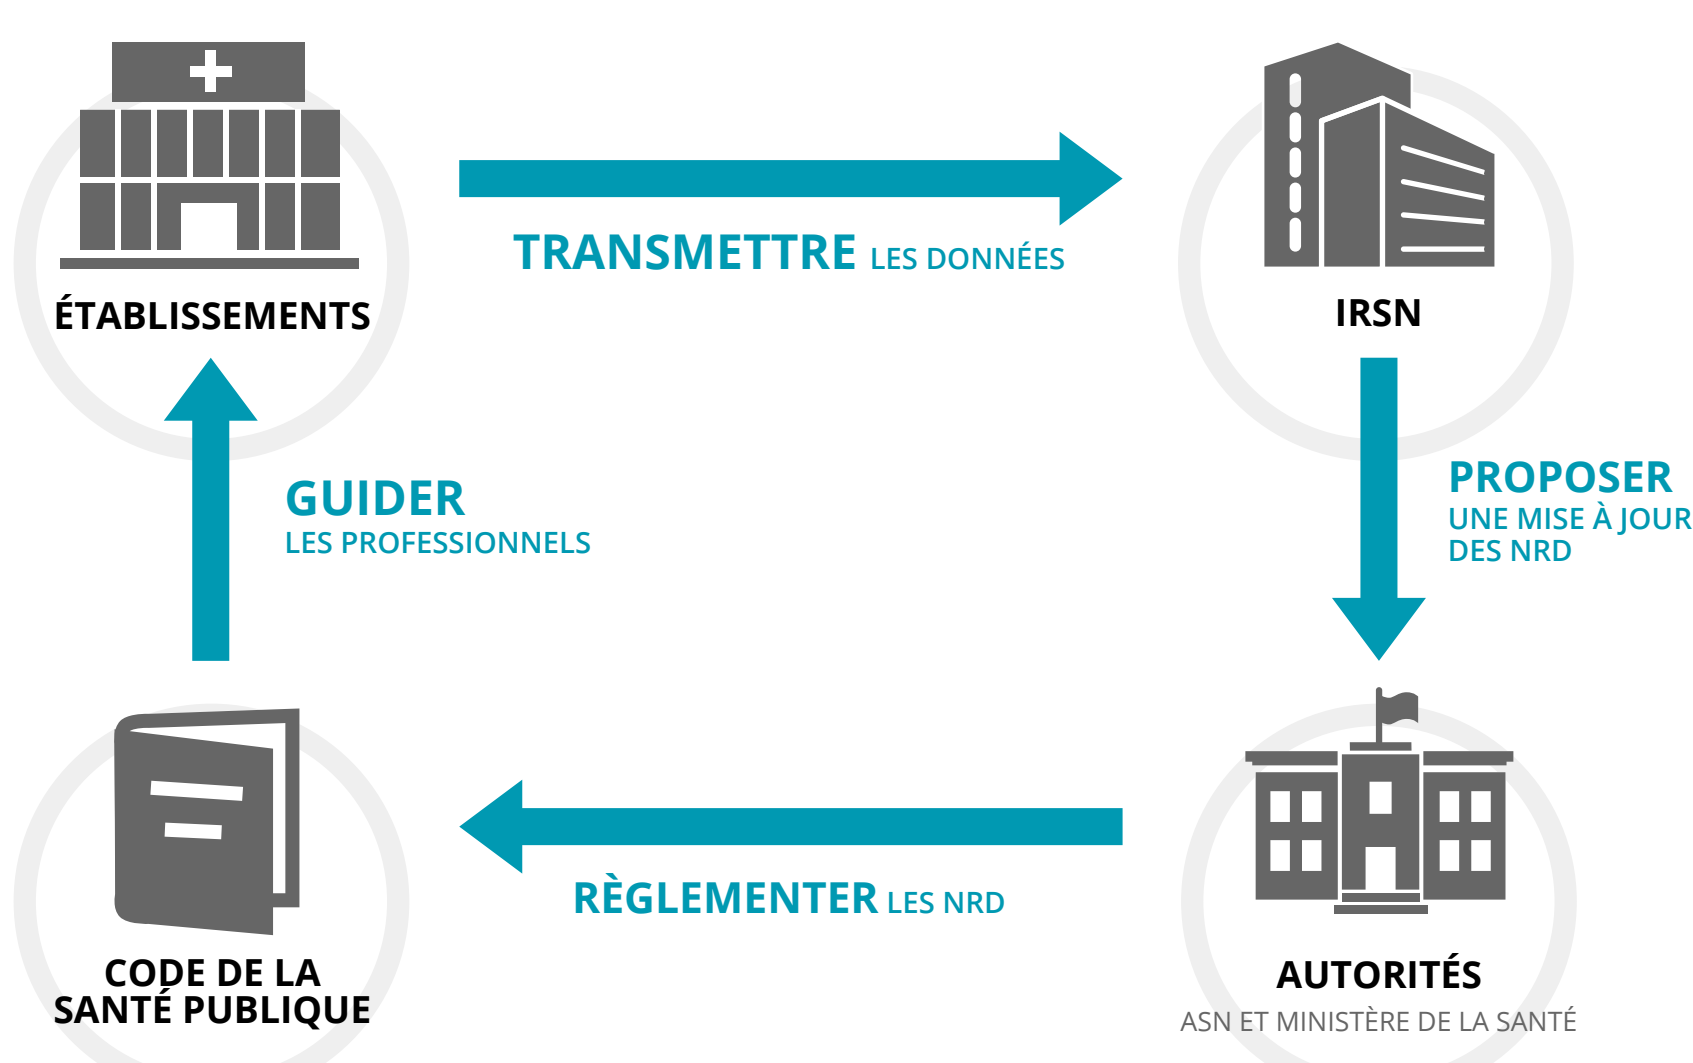 TRANSMETTRE LES DONNÉES
ÉTABLISSEMENTS
IRSN
GUIDER
LES PROFESSIONNELS
PROPOSER
UNE MISE À JOUR
DES NRD
RÈGLEMENTER LES NRD
CODE DE LA
SANTÉ PUBLIQUE
AUTORITÉS
ASN ET MINISTÈRE DE LA SANTÉ